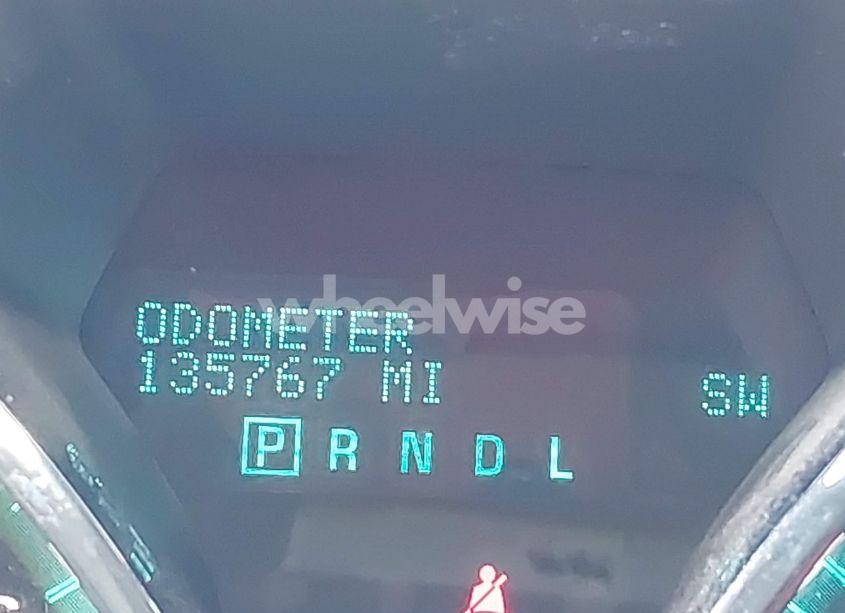 wheelwise
ODOMETER
135767 MI SW
P R N D L